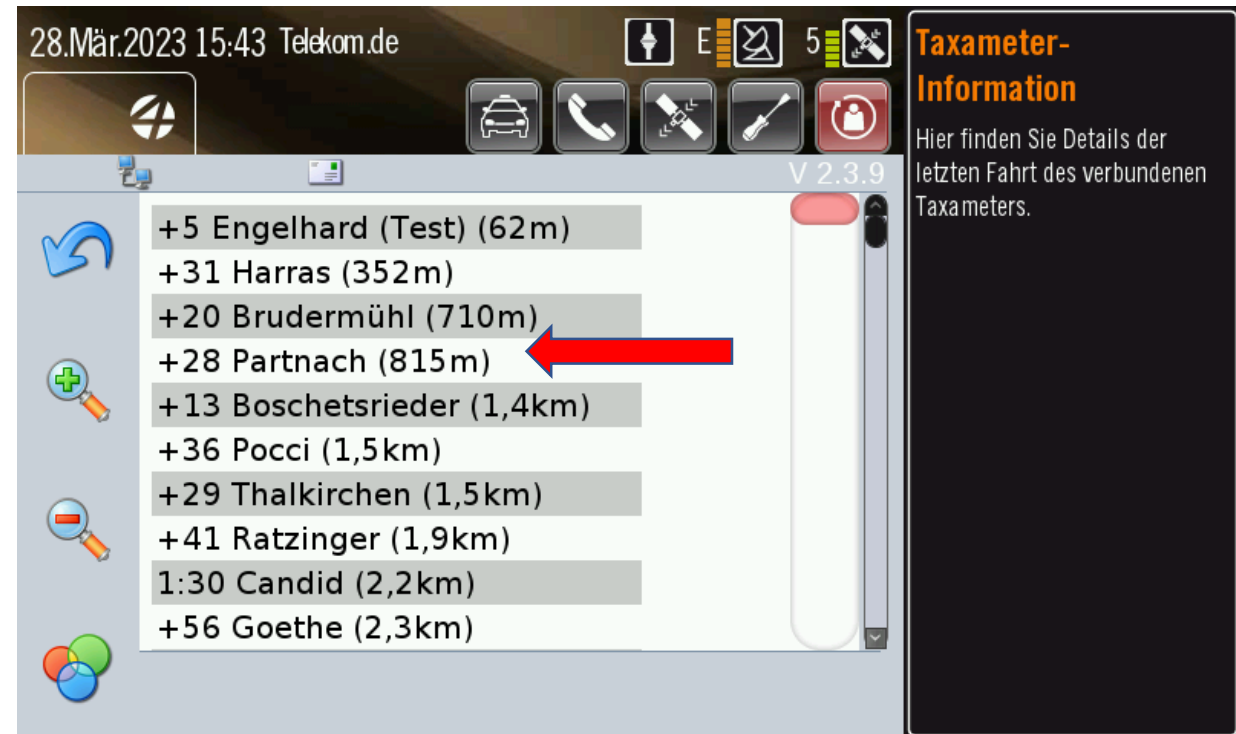 28.Mär.2023 15:43 Telekom.de E 5
V 2.3.9
+5 Engelhard (Test) (62m)
+31 Harras (352m)
+20 Brudermühl (710m)
+28 Partnach (815m)
+13 Boschetsrieder (1,4km)
+36 Pocci (1,5km)
+29 Thalkirchen (1,5km)
+41 Ratzinger (1,9km)
1:30 Candid (2,2km)
+56 Goethe (2,3km)
Taxameter-
Information
Hier finden Sie Details der
letzten Fahrt des verbundenen
Taxameters.